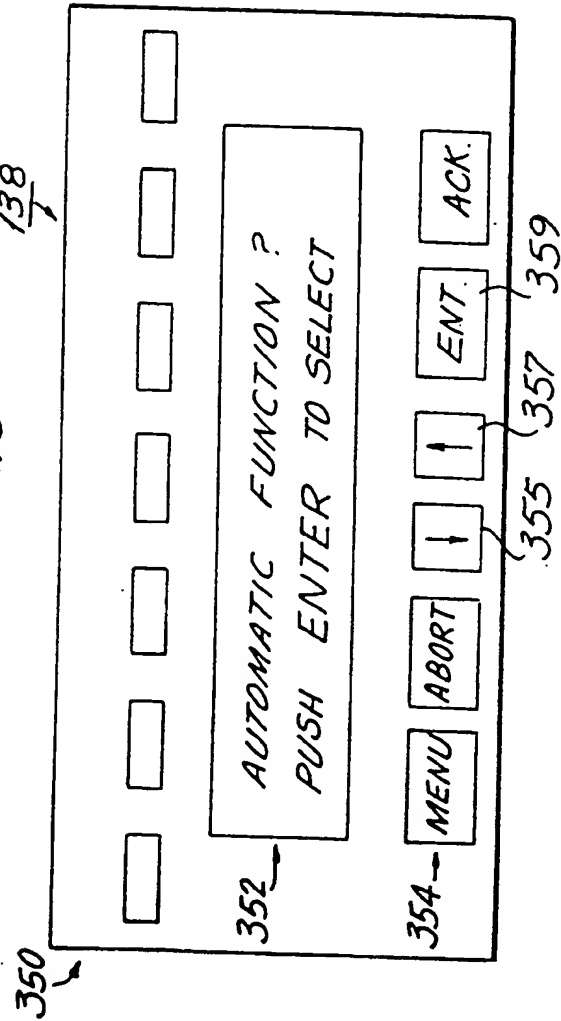 138
350
352
AUTOMATIC FUNCTION ?
PUSH ENTER TO SELECT
354
MENU ABORT ↓ ↑ ENT. ACK.
355 357 359